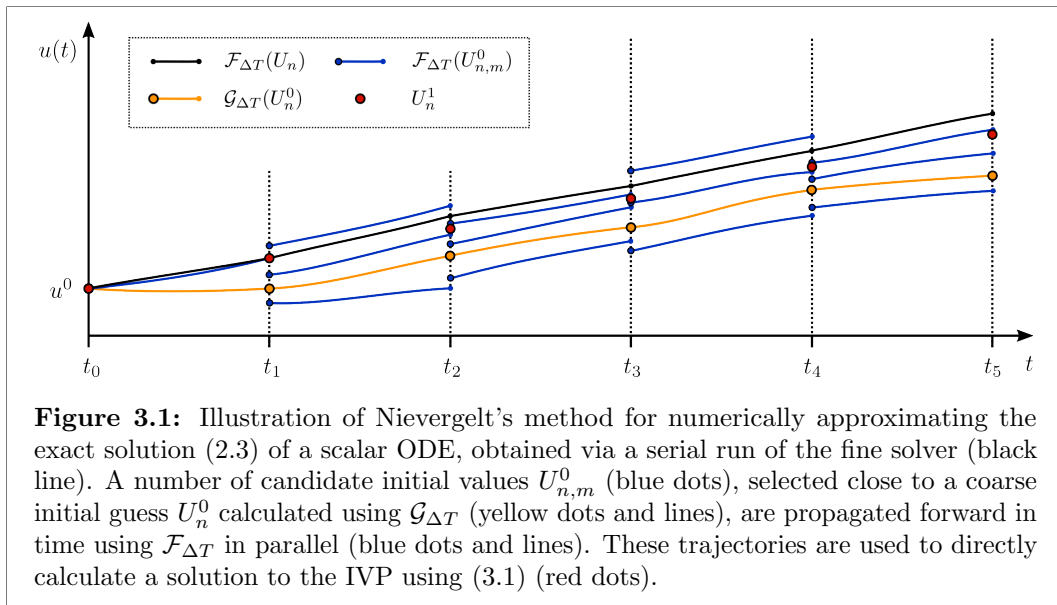 u(t)
𝓕_{ΔT}(U_n) 𝓕_{ΔT}(U^0_{n,m})
𝓖_{ΔT}(U^0_n) U^1_n
u^0
t_0 t_1 t_2 t_3 t_4 t_5 t
Figure 3.1: Illustration of Nievergelt's method for numerically approximating the
exact solution (2.3) of a scalar ODE, obtained via a serial run of the fine solver (black
line). A number of candidate initial values U^0_{n,m} (blue dots), selected close to a coarse
initial guess U^0_n calculated using 𝓖_{ΔT} (yellow dots and lines), are propagated forward in
time using 𝓕_{ΔT} in parallel (blue dots and lines). These trajectories are used to directly
calculate a solution to the IVP using (3.1) (red dots).